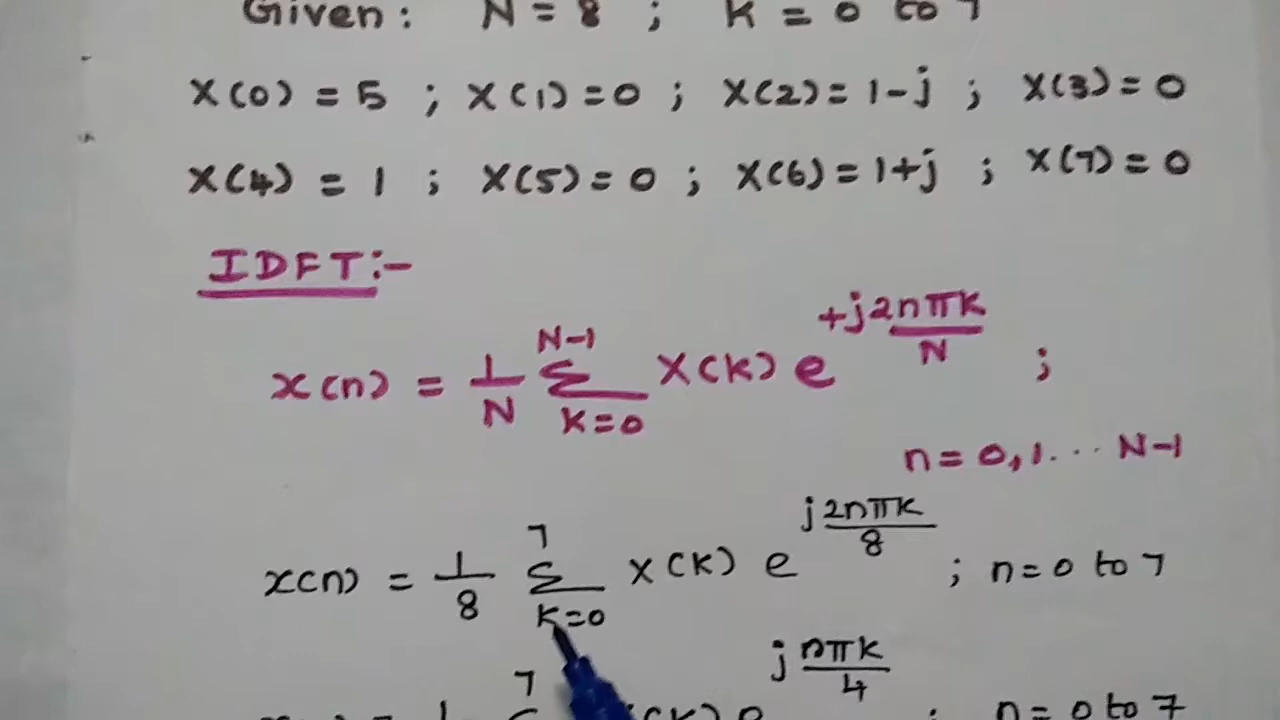 Given: N = 8 ; K = 0 to 7
X(0) = 5 ; X(1) = 0 ; X(2) = 1-j ; X(3) = 0
X(4) = 1 ; X(5) = 0 ; X(6) = 1+j ; X(7) = 0
IDFT:-
x(n) = 1/N Σ_{K=0}^{N-1} X(K) e^{+j2nπK/N} ;
n = 0,1... N-1
x(n) = 1/8 Σ_{K=0}^{7} X(K) e^{j2nπK/8} ; n = 0 to 7
7 (K) e^{jnπK/4} ; n = 0 to 7